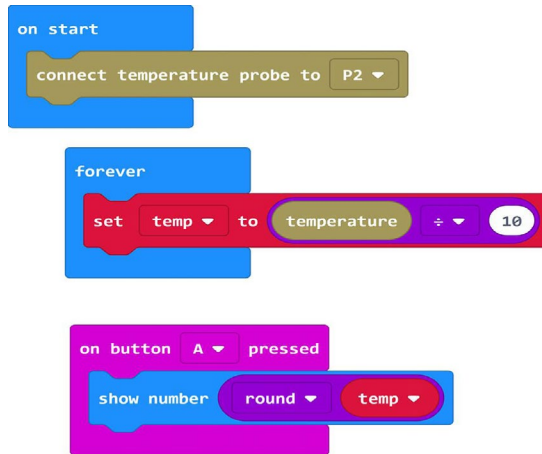 on start
connect temperature probe to P2
forever
set temp to temperature ÷ 10
on button A pressed
show number round temp